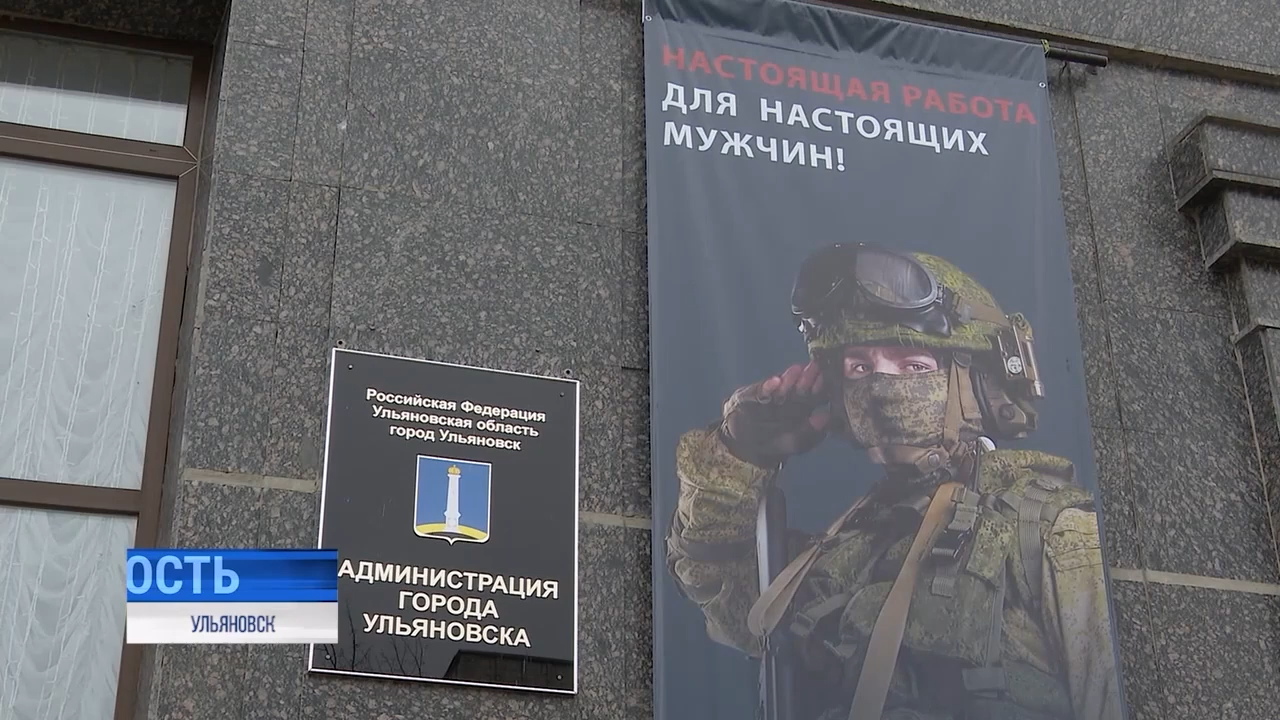 НАСТОЯЩАЯ РАБОТА
ДЛЯ НАСТОЯЩИХ
МУЖЧИН!
Российская Федерация
Ульяновская область
город Ульяновск
АДМИНИСТРАЦИЯ
ГОРОДА
УЛЬЯНОВСКА
ОСТЬ
УЛЬЯНОВСК